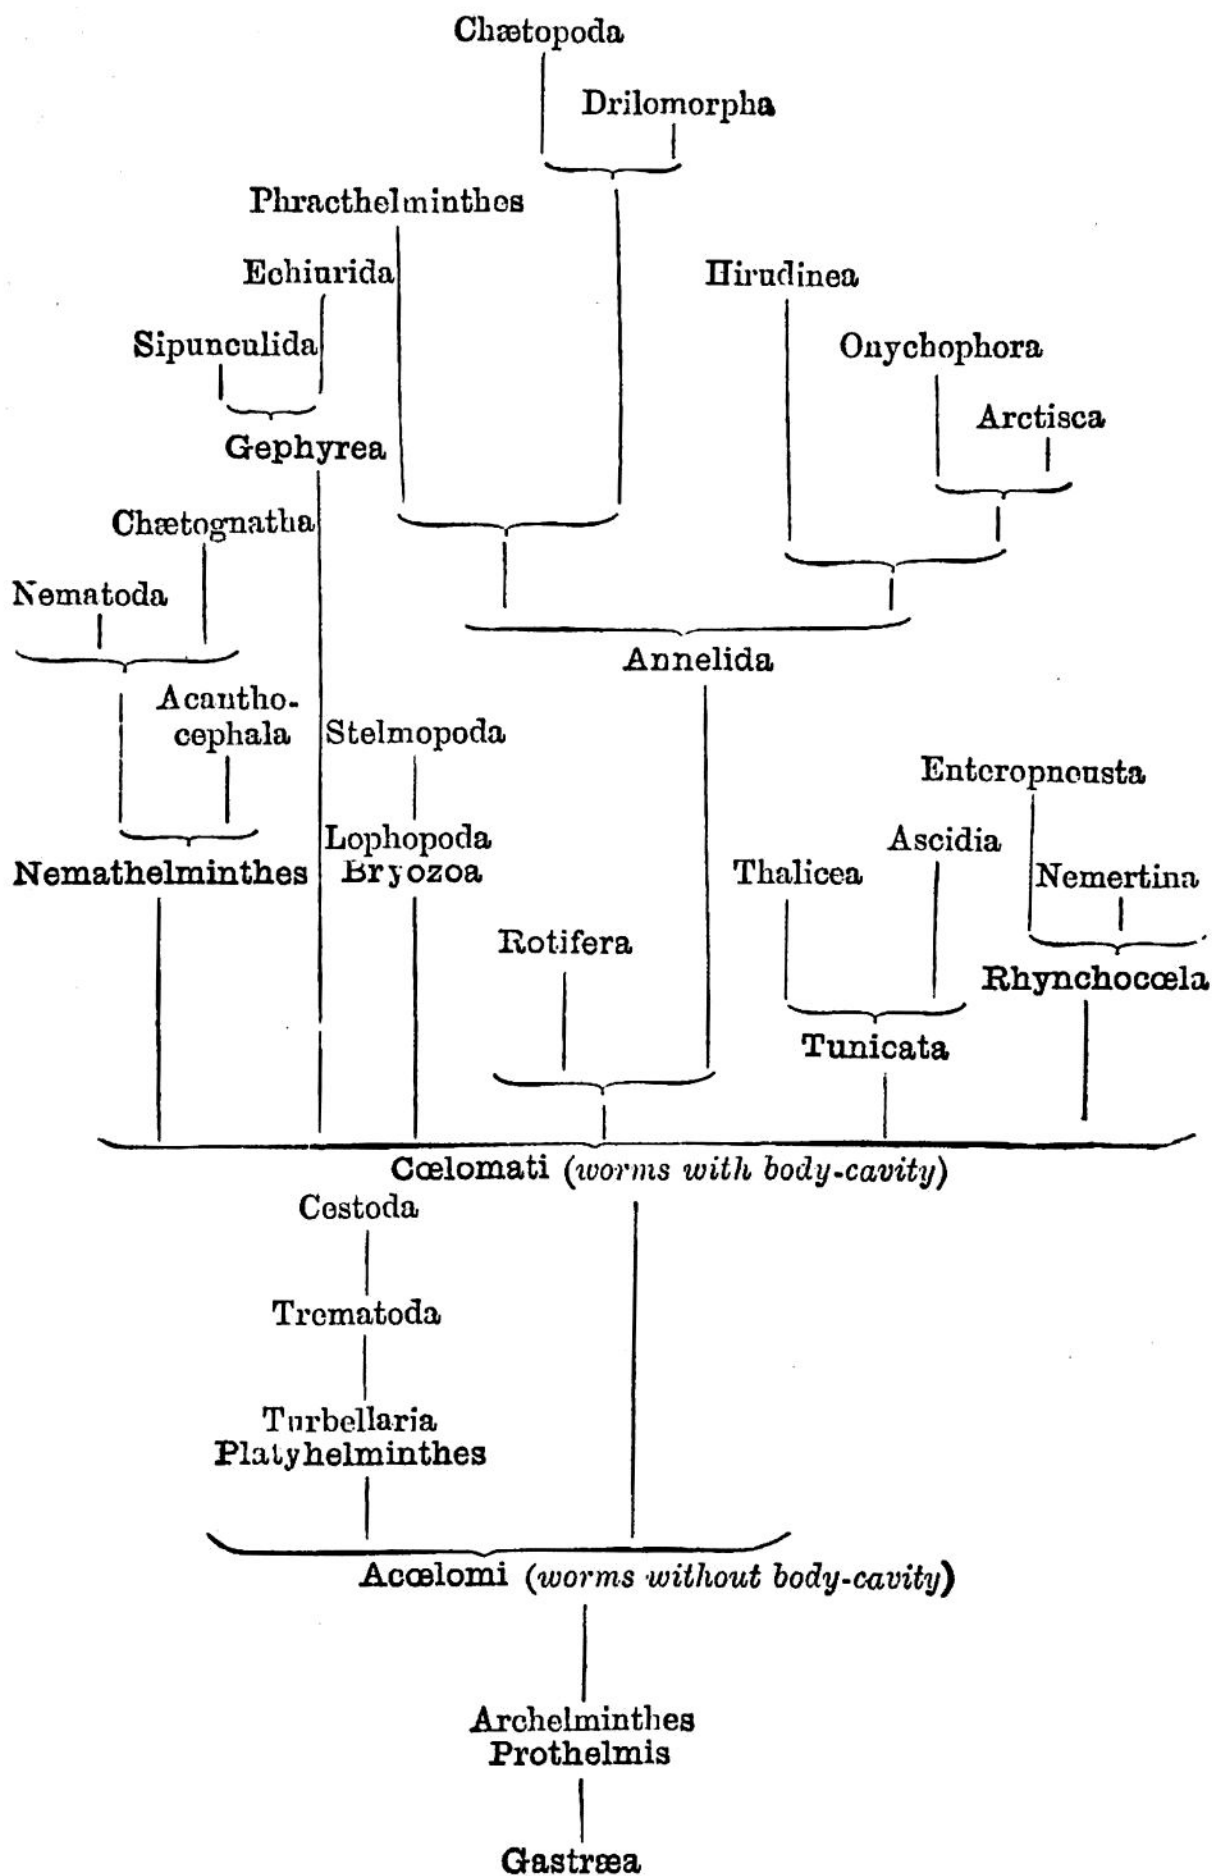 Chætopoda
Drilomorpha
Phracthelminthes
Echiurida
Hirudinea
Sipunculida
Onychophora
Arctisca
Gephyrea
Chætognatha
Nematoda
Annelida
Acantho-
cephala
Stelmopoda
Enteropneusta
Lophopoda
Ascidia
Nemathelminthes
Bryozoa
Thalicea
Nemertina
Rotifera
Rhynchocœla
Tunicata
Cœlomati (worms with body-cavity)
Cestoda
Trematoda
Turbellaria
Platyhelminthes
Acœlomi (worms without body-cavity)
Archelminthes
Prothelmis
Gastræa